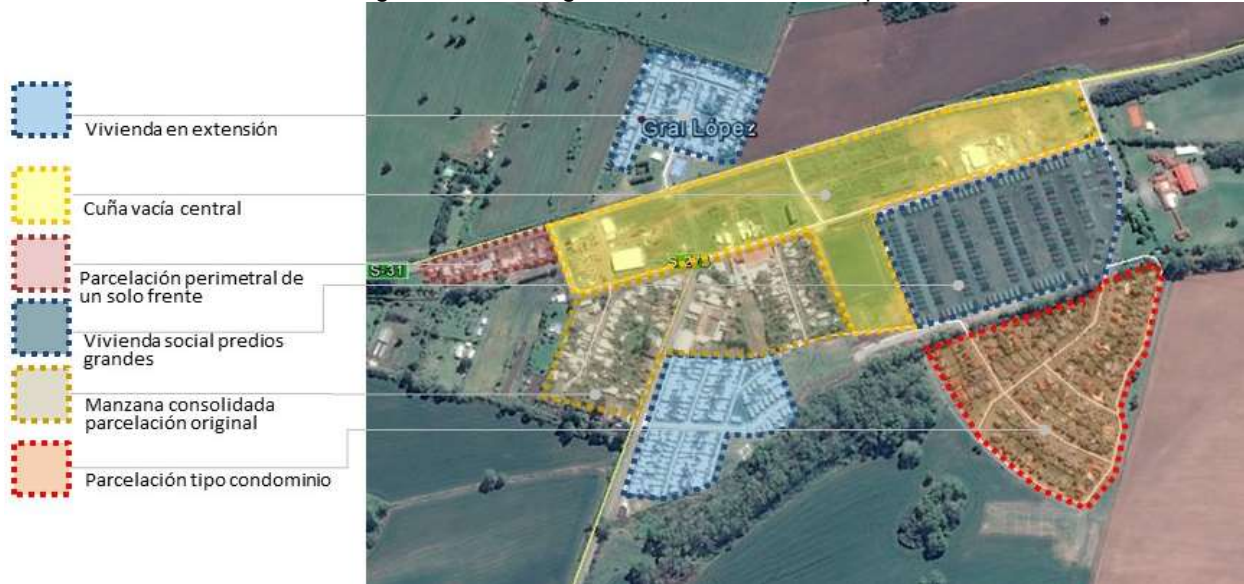 Vivienda en extensión
Cuña vacía central
Parcelación perimetral de
un solo frente
Vivienda social predios
grandes
Manzana consolidada
parcelación original
Parcelación tipo condominio
Gral López
S-31